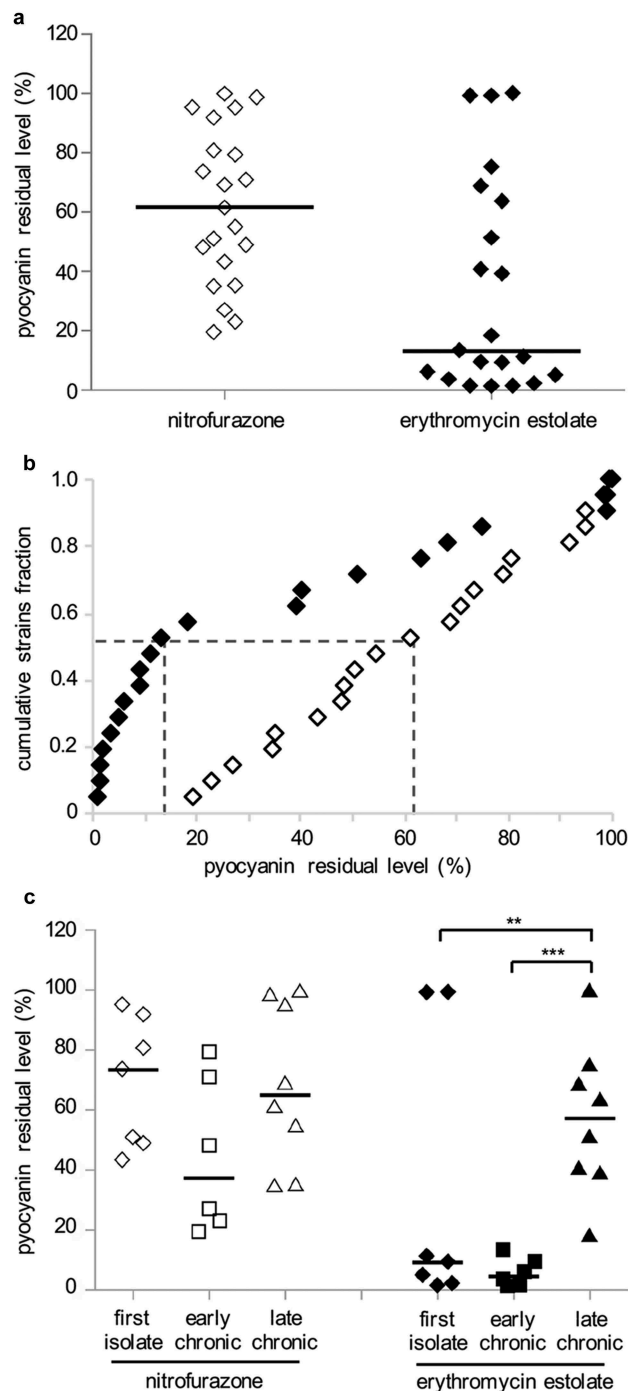 a
pyocyanin residual level (%)
120
100
80
60
40
20
0
nitrofurazone
erythromycin estolate
b
cumulative strains fraction
1.0
0.8
0.6
0.4
0.2
0
0
20
40
60
80
100
pyocyanin residual level (%)
c
pyocyanin residual level (%)
120
100
80
60
40
20
0
**
***
first isolate
early chronic
late chronic
first isolate
early chronic
late chronic
nitrofurazone
erythromycin estolate